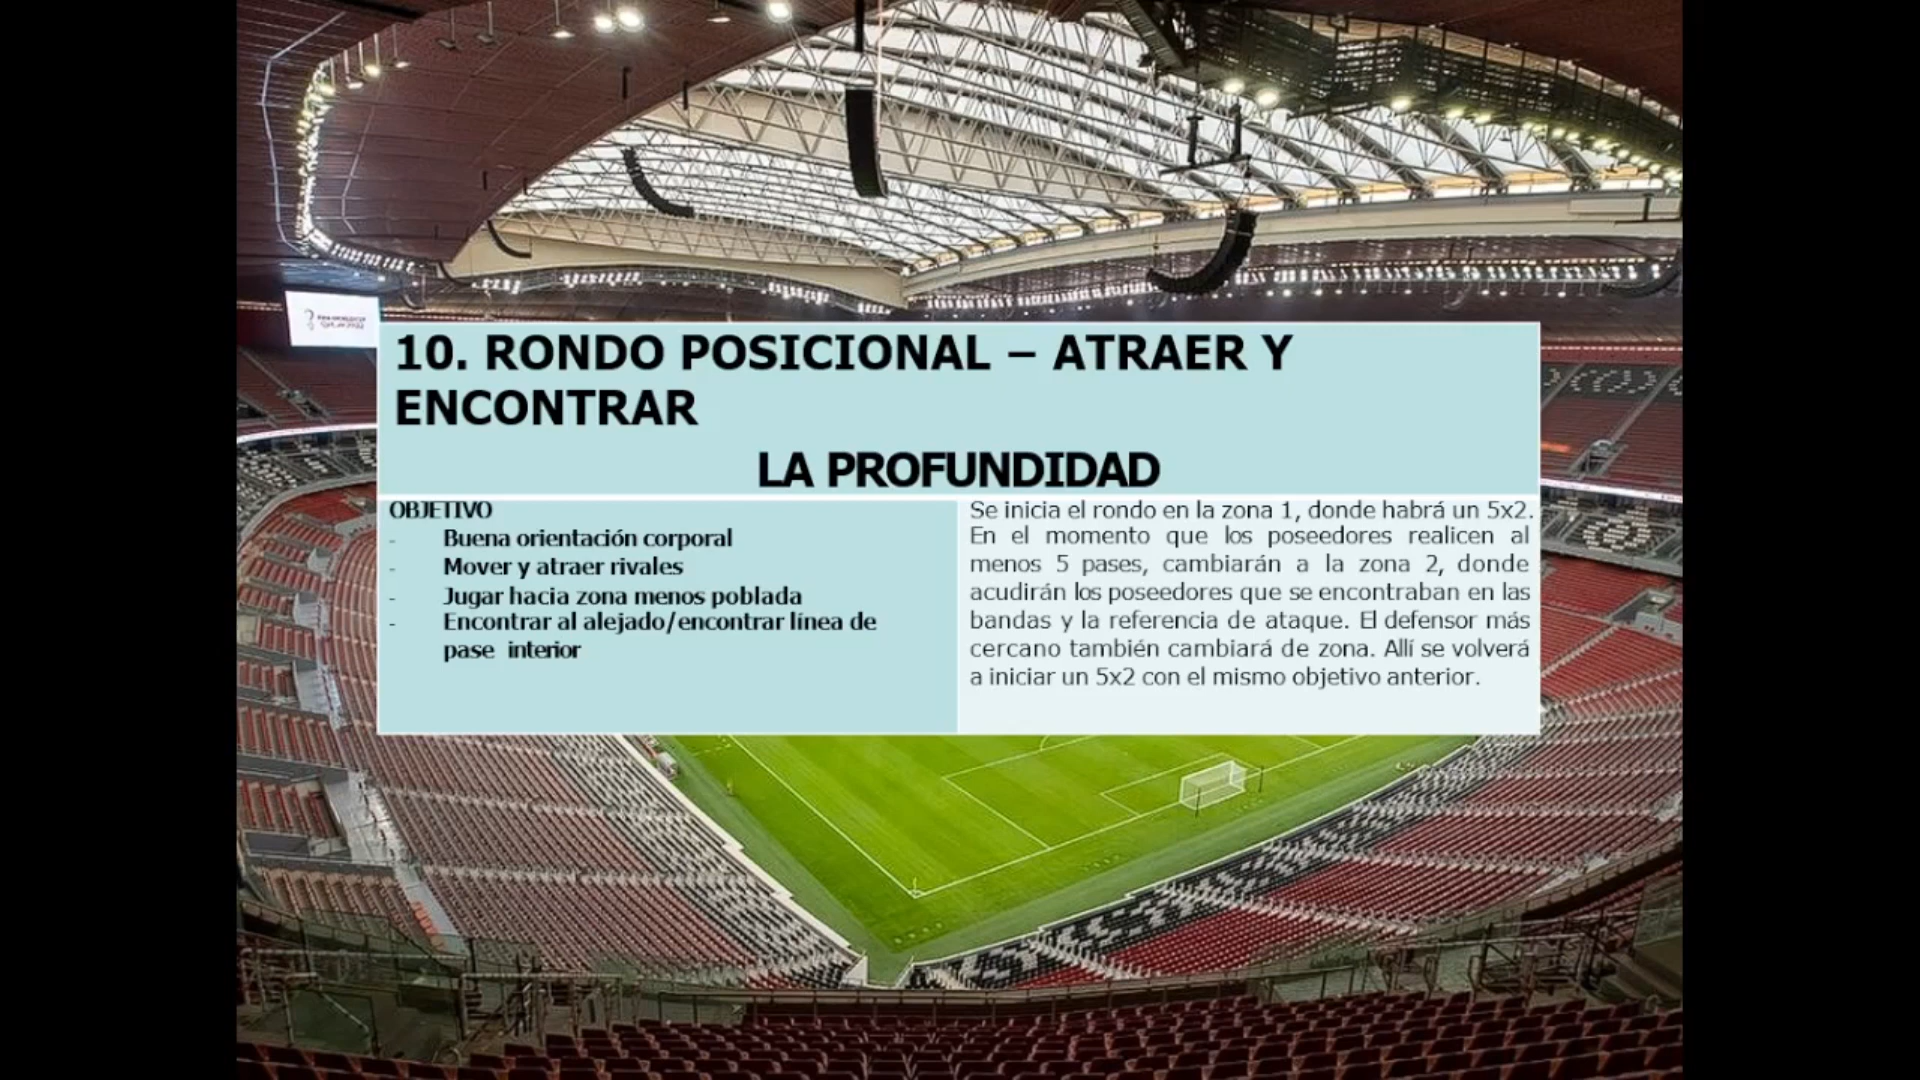 10. RONDO POSICIONAL – ATRAER Y
ENCONTRAR
LA PROFUNDIDAD
OBJETIVO
- Buena orientación corporal
- Mover y atraer rivales
- Jugar hacia zona menos poblada
- Encontrar al alejado/encontrar línea de
pase interior
Se inicia el rondo en la zona 1, donde habrá un 5x2.
En el momento que los poseedores realicen al
menos 5 pases, cambiarán a la zona 2, donde
acudirán los poseedores que se encontraban en las
bandas y la referencia de ataque. El defensor más
cercano también cambiará de zona. Allí se volverá
a iniciar un 5x2 con el mismo objetivo anterior.